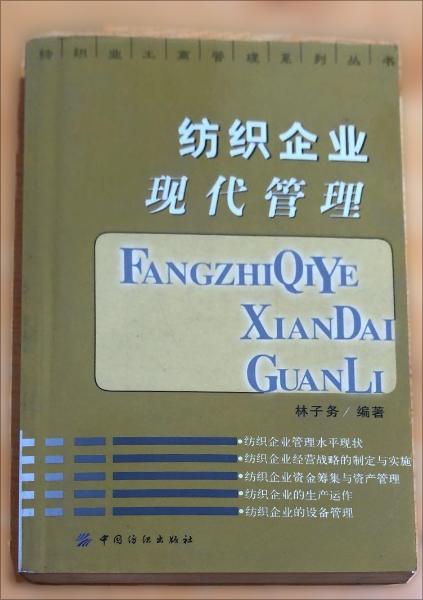 纺织业工商管理系列丛书
纺织企业
现代管理
FANGZHIQIYE
XIANDAI
GUANLI
林子务/编著
•纺织企业管理水平现状
•纺织企业经营战略的制定与实施
•纺织企业资金筹集与资产管理
•纺织企业的生产运作
•纺织企业的设备管理
中国纺织出版社